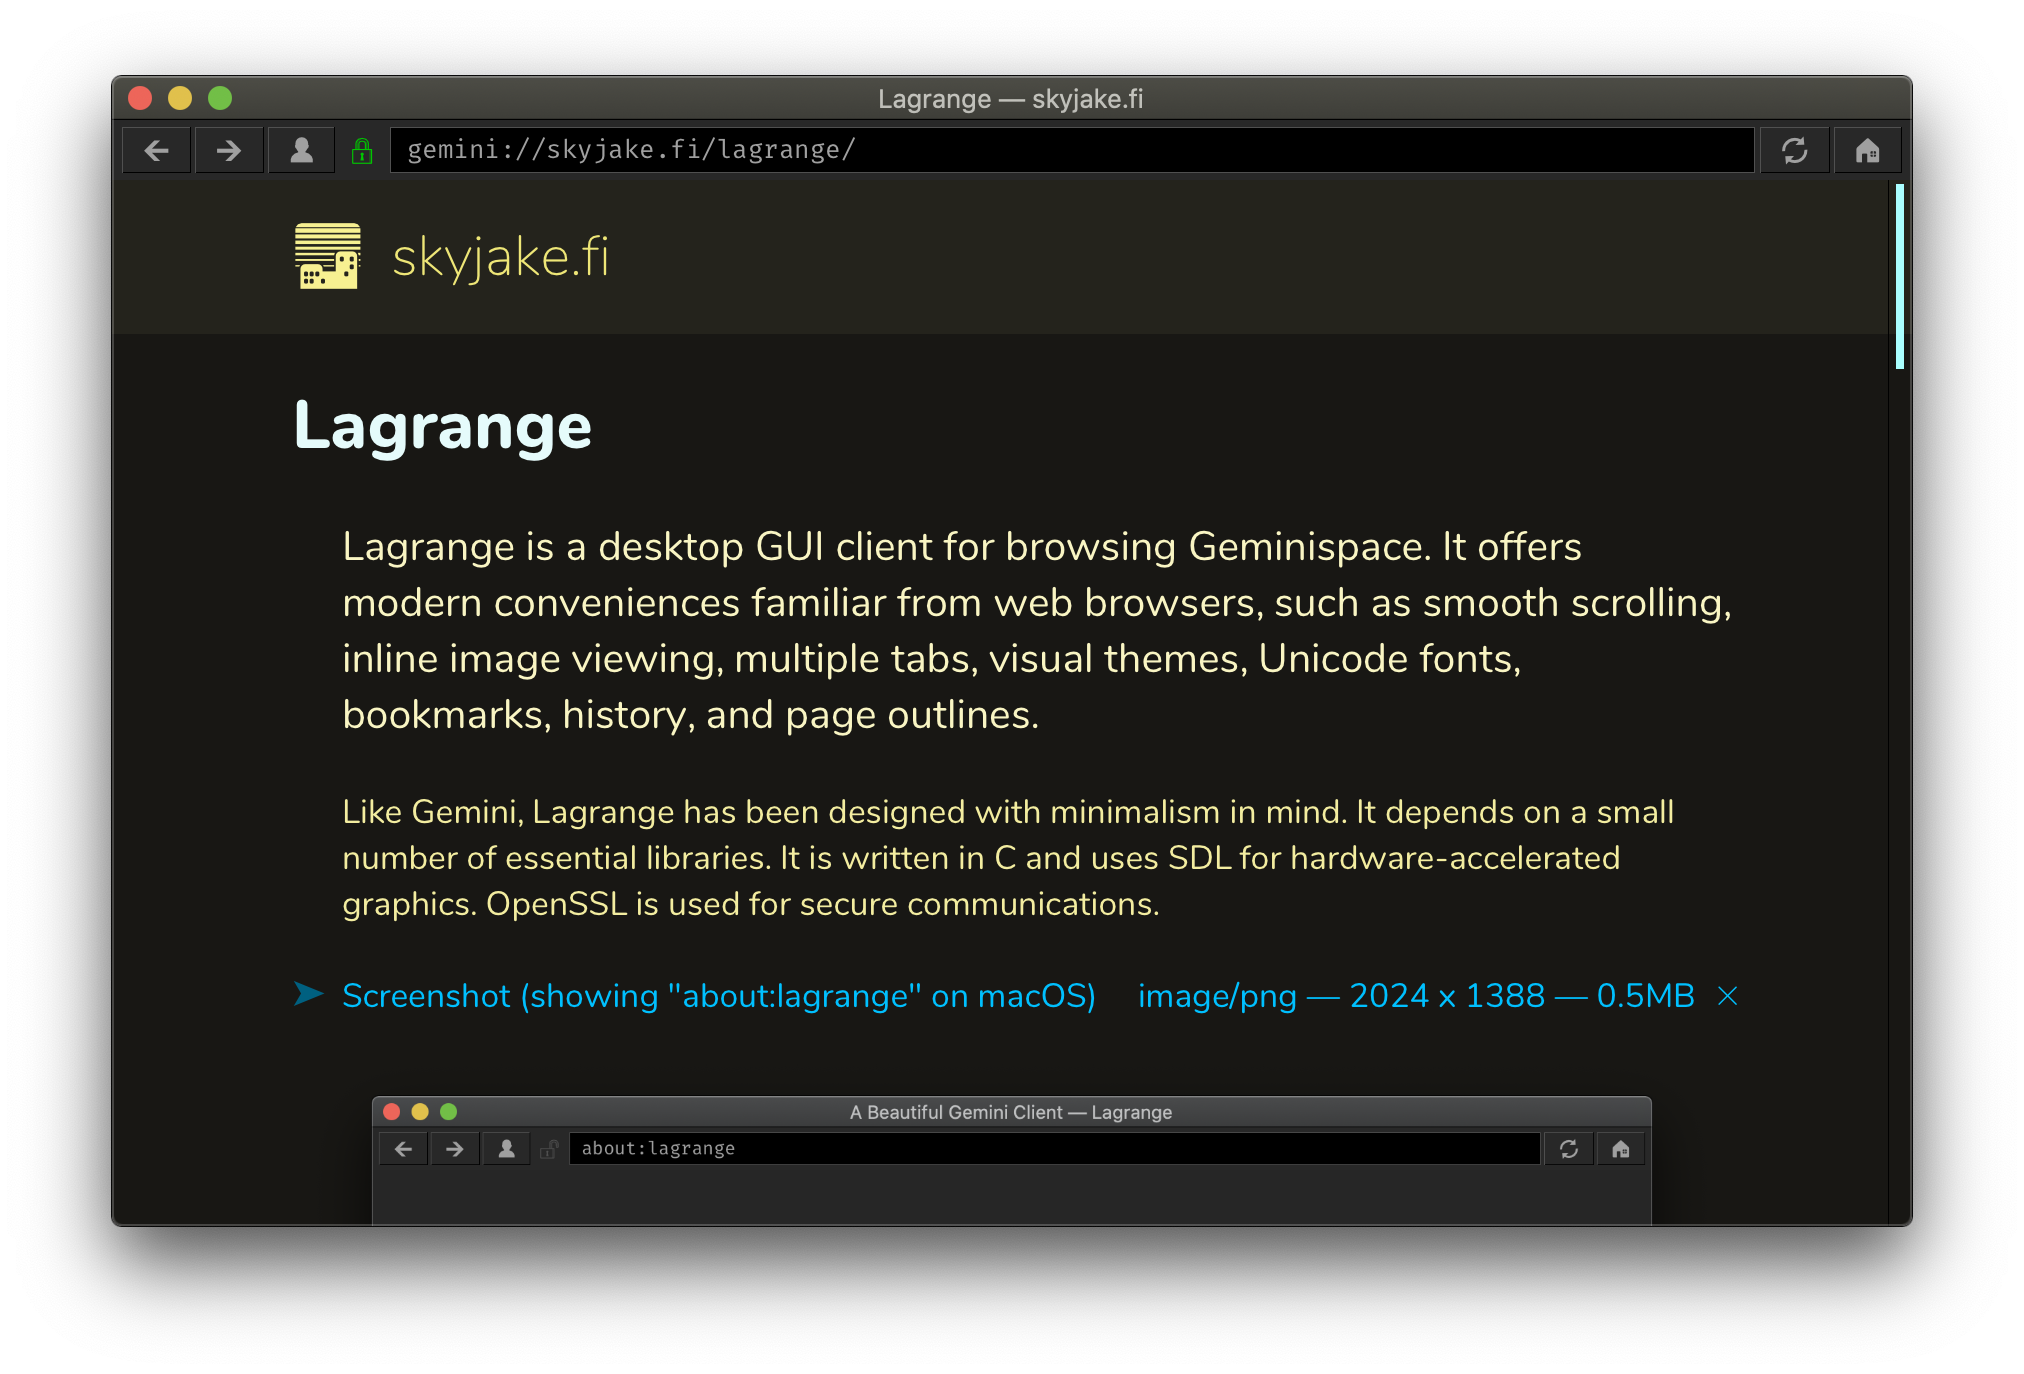 Lagrange — skyjake.fi
gemini://skyjake.fi/lagrange/
skyjake.fi
Lagrange
Lagrange is a desktop GUI client for browsing Geminispace. It offers
modern conveniences familiar from web browsers, such as smooth scrolling,
inline image viewing, multiple tabs, visual themes, Unicode fonts,
bookmarks, history, and page outlines.
Like Gemini, Lagrange has been designed with minimalism in mind. It depends on a small
number of essential libraries. It is written in C and uses SDL for hardware-accelerated
graphics. OpenSSL is used for secure communications.
Screenshot (showing "about:lagrange" on macOS) image/png — 2024 x 1388 — 0.5MB
A Beautiful Gemini Client — Lagrange
about:lagrange